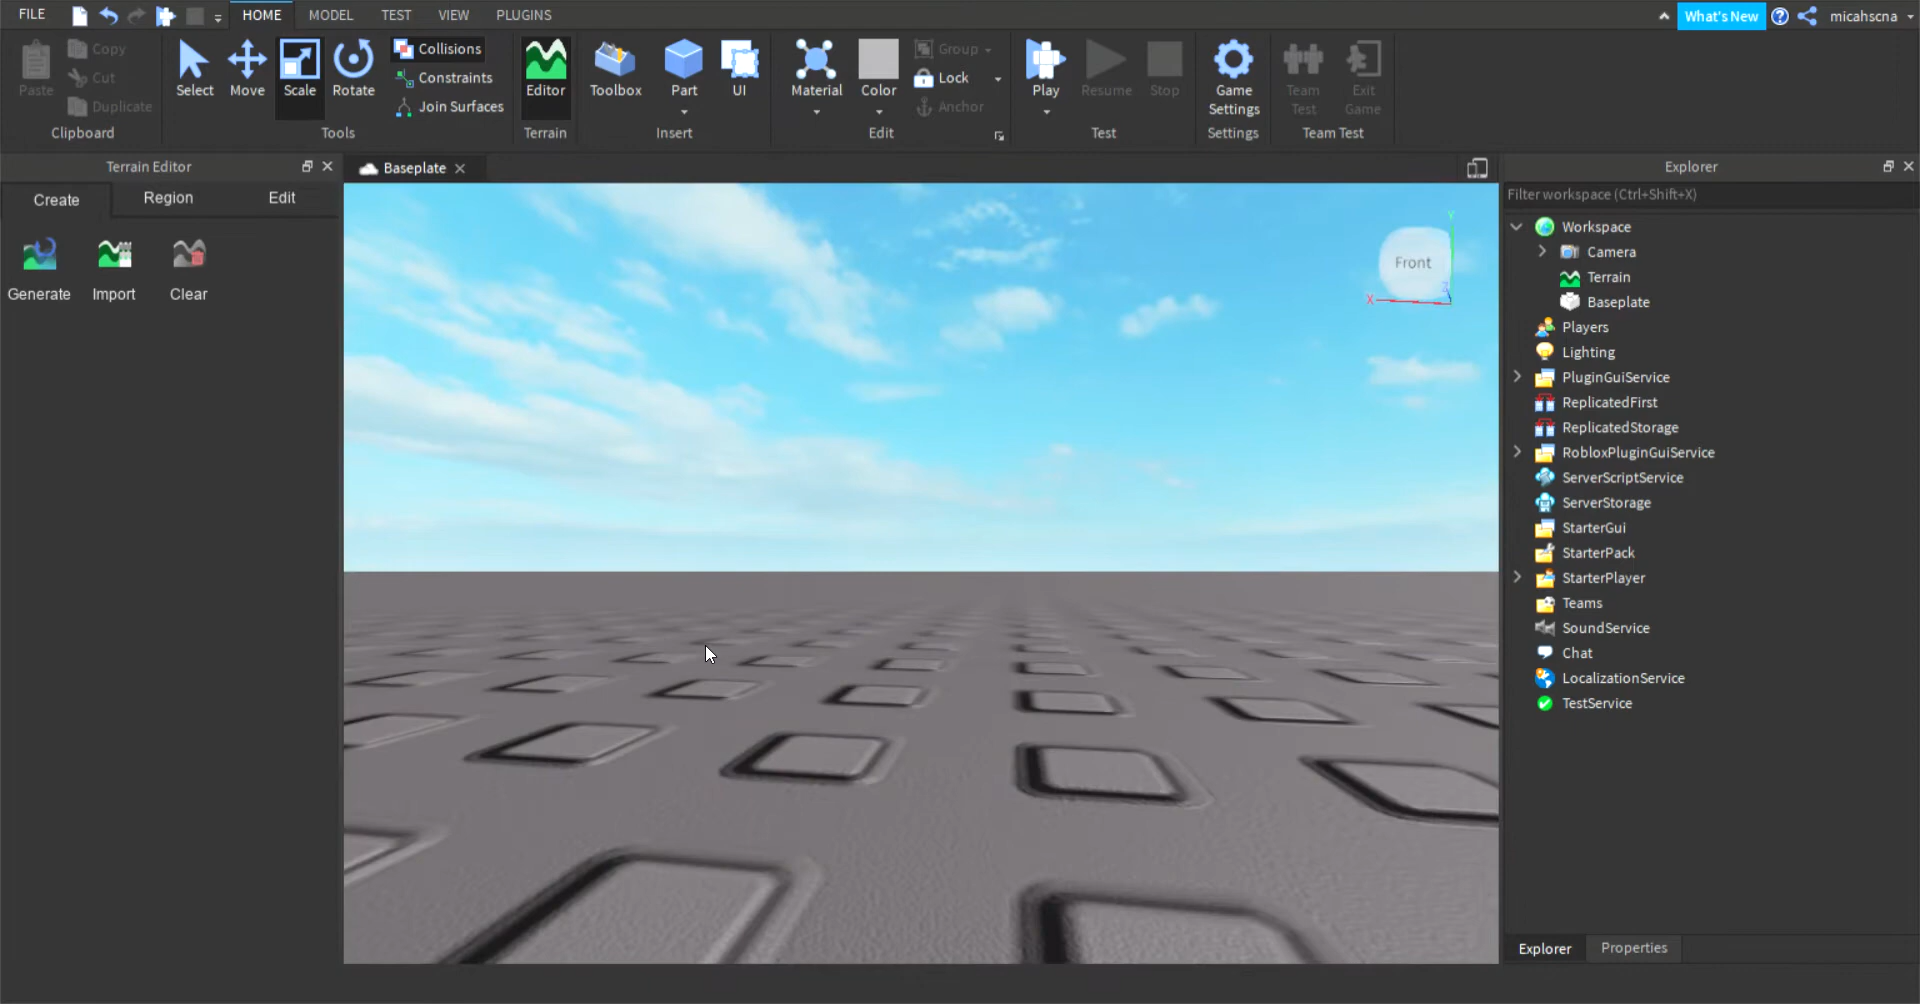 FILE HOME MODEL TEST VIEW PLUGINS What's New micahscna
Paste Copy Cut Duplicate
Clipboard
Select Move Scale Rotate
Collisions
Constraints
Join Surfaces
Tools
Editor
Terrain
Toolbox Part UI
Insert
Material Color
Group
Lock
Anchor
Edit
Play Resume Stop
Test
Game
Settings
Settings
Team
Test
Exit
Game
Team Test
Terrain Editor
Create Region Edit
Generate Import Clear
Baseplate
Front
Y
X
Z
Explorer
Filter workspace (Ctrl+Shift+X)
Workspace
Camera
Terrain
Baseplate
Players
Lighting
PluginGuiService
ReplicatedFirst
ReplicatedStorage
RobloxPluginGuiService
ServerScriptService
ServerStorage
StarterGui
StarterPack
StarterPlayer
Teams
SoundService
Chat
LocalizationService
TestService
Explorer Properties